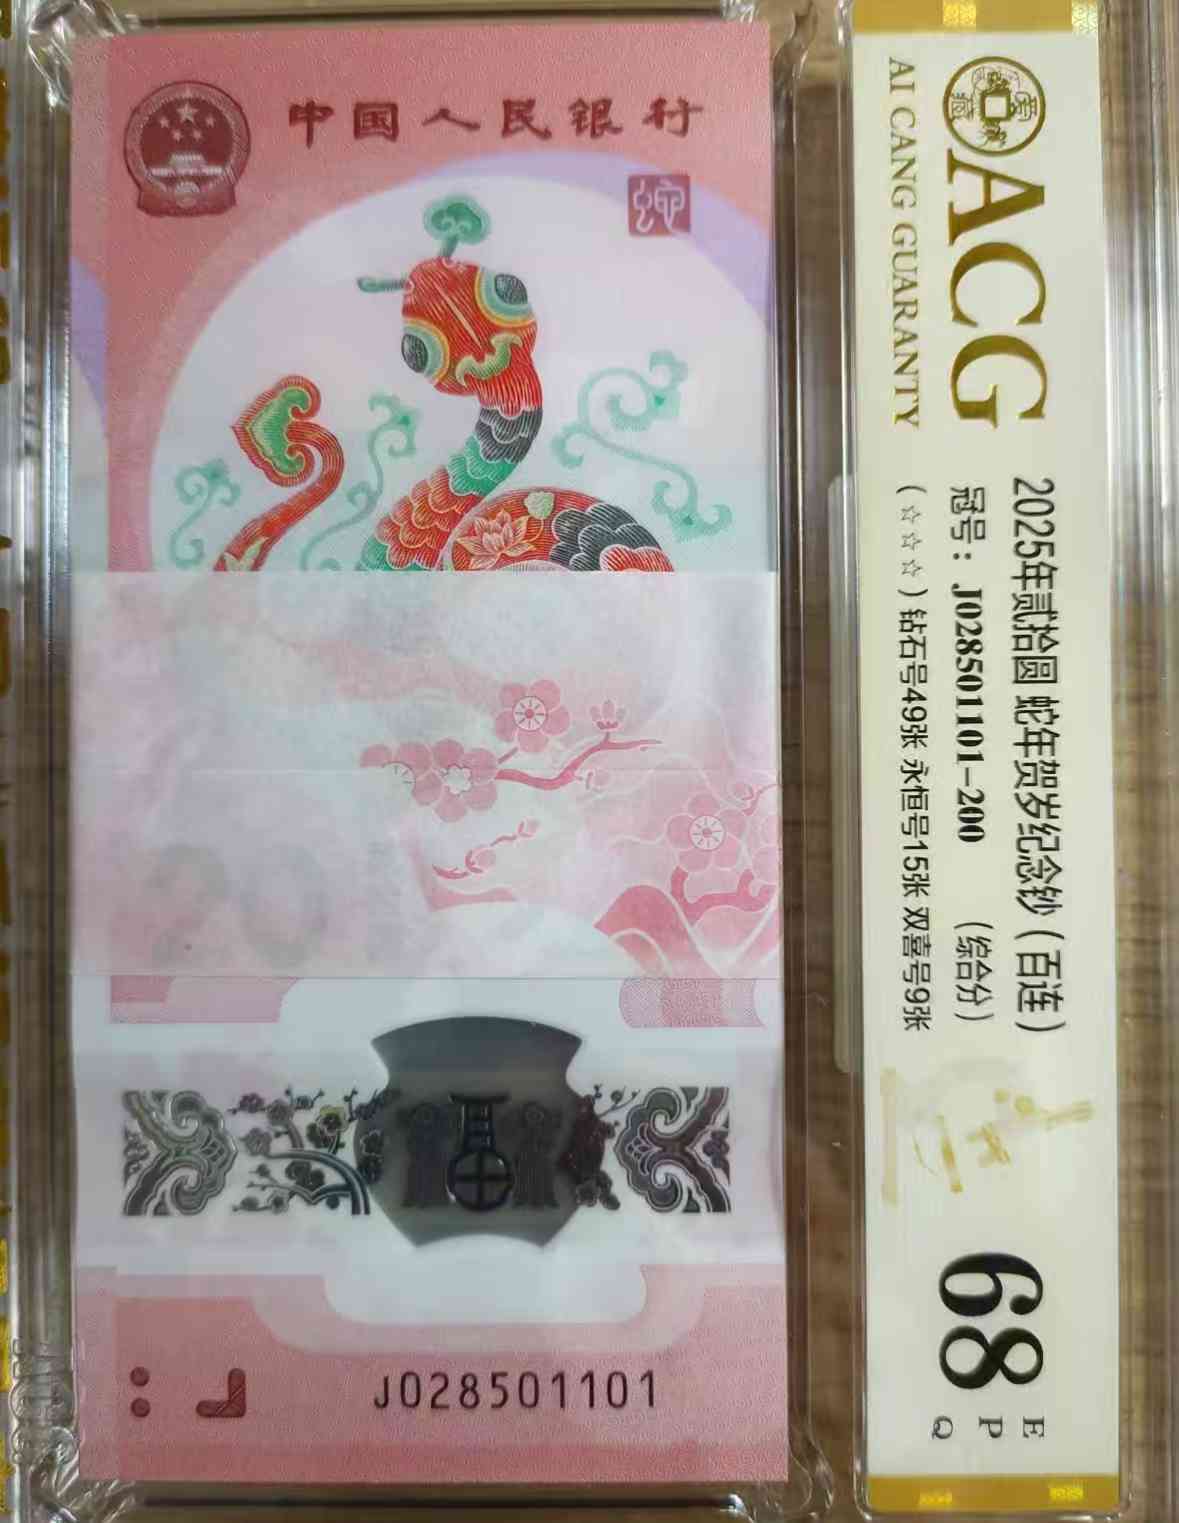 中国人民银行
蛇
J028501101
ACG
AI CANG GUARANTY
2025年贰拾圆 蛇年贺岁纪念钞(百连)
冠号:J028501101-200 (综合分)
(☆☆☆)钻石号49张 永恒号15张 双喜号9张
68
E
P
Q